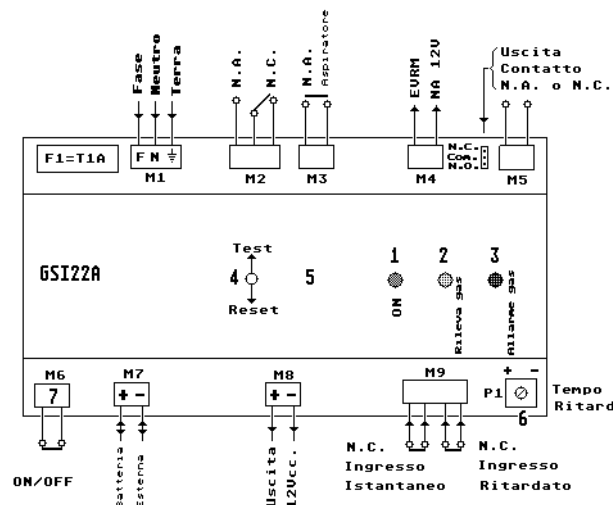 Fase
Neutro
Terra
N.A.
N.C.
N.A.
Aspiratore
EVRM
NA 12V
Uscita
Contatto
N.A. o N.C.
F1=T1A
F N
M1
M2
M3
M4
N.C.
Com.
N.O.
M5
GSI22A
Test
4
Reset
5
1
ON
2
Rileva gas
3
Allarme gas
M6
7
M7
+ -
M8
+ -
M9
+ -
P1
6
Tempo
Ritard
ON/OFF
Batteria
Esterna
Uscita
12Vcc.
N.C.
Ingresso
Istantaneo
N.C.
Ingresso
Ritardato